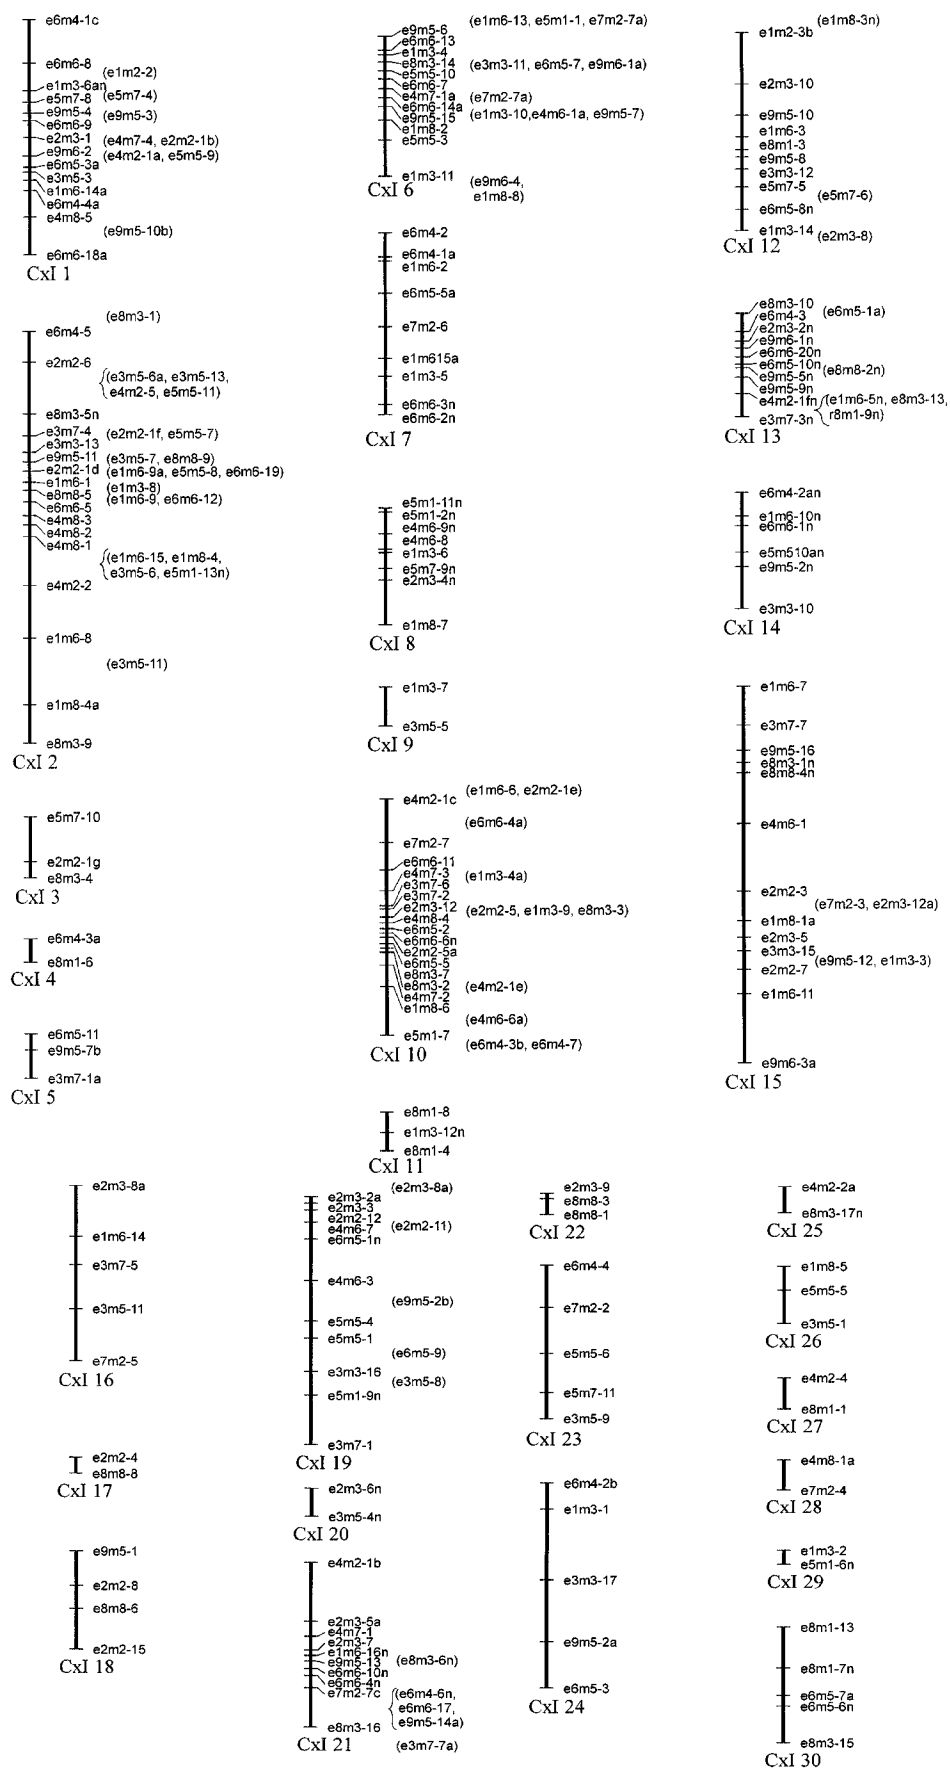 e6m4-1c
e6m6-8
(e1m2-2)
e1m3-6an
e5m7-8 (e5m7-4)
e9m5-4 (e9m5-3)
e6m6-9
e2m3-1 (e4m7-4, e2m2-1b)
e9m6-2 (e4m2-1a, e5m5-9)
e6m5-3a
e3m5-3
e1m6-14a
e6m4-4a
e4m8-5
(e9m5-10b)
e6m6-18a
CxI 1
(e8m3-1)
e6m4-5
e2m2-6
(e3m5-6a, e3m5-13,
e4m2-5, e5m5-11)
e8m3-5n
e3m7-4 (e2m2-1f, e5m5-7)
e3m3-13
e9m5-11 (e3m5-7, e8m8-9)
e2m2-1d (e1m6-9a, e5m5-8, e6m6-19)
e1m6-1 (e1m3-8)
e8m8-5 (e1m6-9, e6m6-12)
e6m6-5
e4m8-3
e4m8-2
e4m8-1
(e1m6-15, e1m8-4,
e3m5-6, e5m1-13n)
e4m2-2
e1m6-8
(e3m5-11)
e1m8-4a
e8m3-9
CxI 2
e5m7-10
e2m2-1g
e8m3-4
CxI 3
e6m4-3a
e8m1-6
CxI 4
e6m5-11
e9m5-7b
e3m7-1a
CxI 5
(e1m6-13, e5m1-1, e7m2-7a)
e9m5-6
e6m6-13
e1m3-4
e8m3-14 (e3m3-11, e6m5-7, e9m6-1a)
e5m5-10
e6m6-7
e4m7-1a (e7m2-7a)
e6m6-14a
e9m5-15 (e1m3-10,e4m6-1a, e9m5-7)
e1m8-2
e5m5-3
e1m3-11
(e9m6-4,
e1m8-8)
CxI 6
e6m4-2
e6m4-1a
e1m6-2
e6m5-5a
e7m2-6
e1m615a
e1m3-5
e6m6-3n
e6m6-2n
CxI 7
e5m1-11n
e5m1-2n
e4m6-9n
e4m6-8
e1m3-6
e5m7-9n
e2m3-4n
e1m8-7
CxI 8
e1m3-7
e3m5-5
CxI 9
(e1m6-6, e2m2-1e)
e4m2-1c
(e6m6-4a)
e7m2-7
e6m6-11
e4m7-3 (e1m3-4a)
e3m7-6
e3m7-2
e2m3-12 (e2m2-5, e1m3-9, e8m3-3)
e4m8-4
e6m5-2
e6m6-6n
e2m2-5a
e6m5-5
e8m3-7
e8m3-2 (e4m2-1e)
e4m7-2
e1m8-6
(e4m6-6a)
e5m1-7
(e6m4-3b, e6m4-7)
CxI 10
e8m1-8
e1m3-12n
e8m1-4
CxI 11
(e1m8-3n)
e1m2-3b
e2m3-10
e9m5-10
e1m6-3
e8m1-3
e9m5-8
e3m3-12
e5m7-5
(e5m7-6)
e6m5-8n
e1m3-14
(e2m3-8)
CxI 12
e8m3-10
(e6m5-1a)
e6m4-3
e2m3-2n
e9m6-1n
e6m6-20n
e6m5-10n
(e8m8-2n)
e9m5-5n
e9m5-9n
e4m2-1fn (e1m6-5n, e8m3-13,
r8m1-9n)
e3m7-3n
CxI 13
e6m4-2an
e1m6-10n
e6m6-1n
e5m510an
e9m5-2n
e3m3-10
CxI 14
e1m6-7
e3m7-7
e9m5-16
e8m3-1n
e8m8-4n
e4m6-1
e2m2-3
(e7m2-3, e2m3-12a)
e1m8-1a
e2m3-5
e3m3-15
(e9m5-12, e1m3-3)
e2m2-7
e1m6-11
e9m6-3a
CxI 15
e2m3-8a
e1m6-14
e3m7-5
e3m5-11
e7m2-5
CxI 16
e2m2-4
e8m8-8
CxI 17
e9m5-1
e2m2-8
e8m8-6
e2m2-15
CxI 18
(e2m3-8a)
e2m3-2a
e2m3-3
e2m2-12
(e2m2-11)
e4m6-7
e6m5-1n
e4m6-3
(e9m5-2b)
e5m5-4
e5m5-1
(e6m5-9)
e3m3-16
(e3m5-8)
e5m1-9n
e3m7-1
CxI 19
e2m3-6n
e3m5-4n
CxI 20
e4m2-1b
e2m3-5a
e4m7-1
e2m3-7
e1m6-16n
e9m5-13 (e8m3-6n)
e6m6-10n
e6m6-4n
e7m2-7c (e6m4-6n,
e6m6-17,
e9m5-14a)
e8m3-16
(e3m7-7a)
CxI 21
e2m3-9
e8m8-3
e8m8-1
CxI 22
e6m4-4
e7m2-2
e5m5-6
e5m7-11
e3m5-9
CxI 23
e6m4-2b
e1m3-1
e3m3-17
e9m5-2a
e6m5-3
CxI 24
e4m2-2a
e8m3-17n
CxI 25
e1m8-5
e5m5-5
e3m5-1
CxI 26
e4m2-4
e8m1-1
CxI 27
e4m8-1a
e7m2-4
CxI 28
e1m3-2
e5m1-6n
CxI 29
e8m1-13
e8m1-7n
e6m5-7a
e6m5-6n
e8m3-15
CxI 30